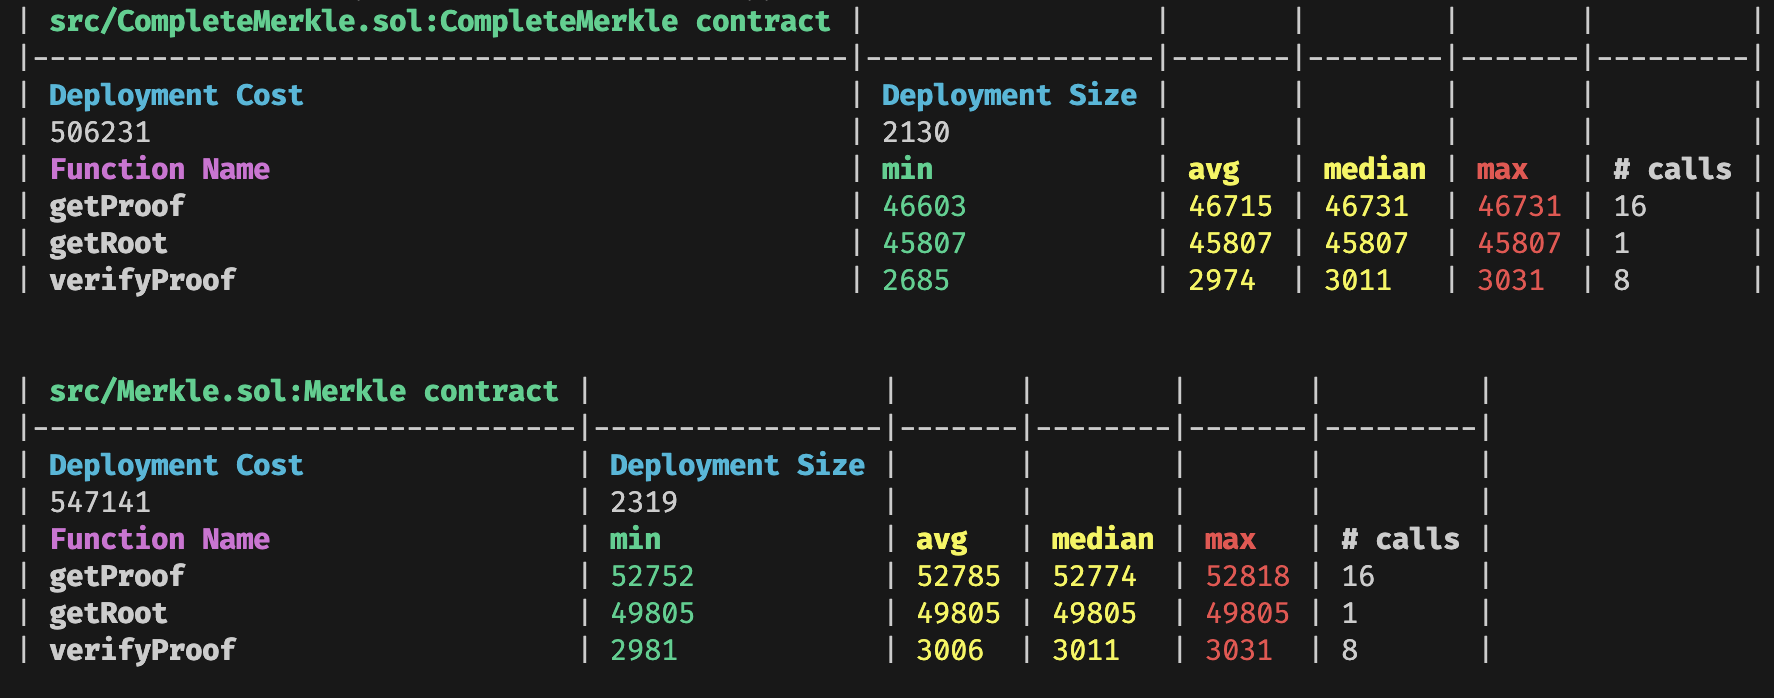 | src/CompleteMerkle.sol:CompleteMerkle contract | | | | | |
|------------------------------------------------|-----------------|-------|--------|-------|---------|
| Deployment Cost | Deployment Size | | | | |
| 506231 | 2130 | | | | |
| Function Name | min | avg | median | max | # calls |
| getProof | 46603 | 46715 | 46731 | 46731 | 16 |
| getRoot | 45807 | 45807 | 45807 | 45807 | 1 |
| verifyProof | 2685 | 2974 | 3011 | 3031 | 8 |
| src/Merkle.sol:Merkle contract | | | | | |
|--------------------------------|-----------------|-------|--------|-------|---------|
| Deployment Cost | Deployment Size | | | | |
| 547141 | 2319 | | | | |
| Function Name | min | avg | median | max | # calls |
| getProof | 52752 | 52785 | 52774 | 52818 | 16 |
| getRoot | 49805 | 49805 | 49805 | 49805 | 1 |
| verifyProof | 2981 | 3006 | 3011 | 3031 | 8 |